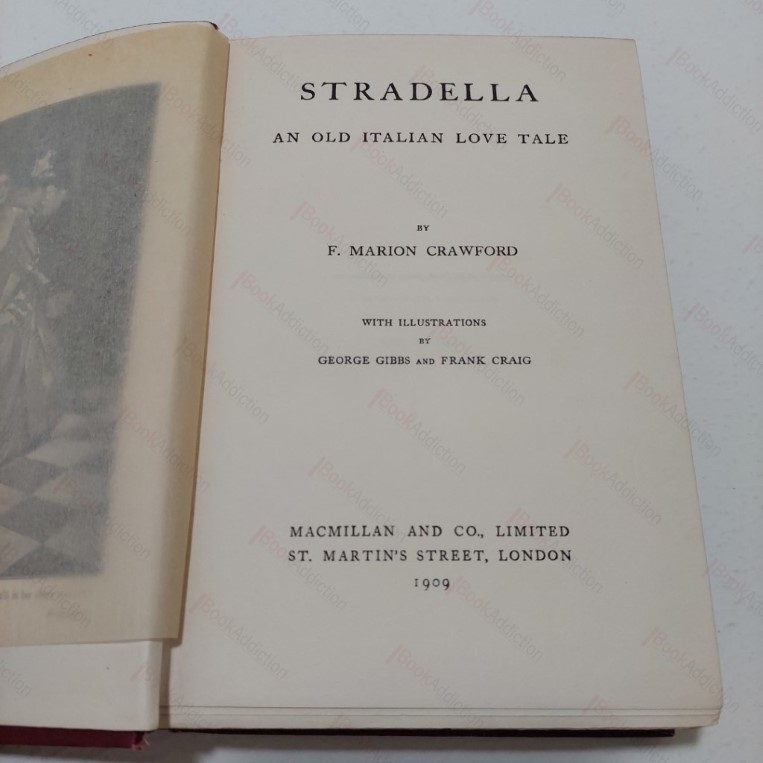 STRADELLA
AN OLD ITALIAN LOVE TALE
BY
F. MARION CRAWFORD
WITH ILLUSTRATIONS
BY
GEORGE GIBBS AND FRANK CRAIG
MACMILLAN AND CO., LIMITED
ST. MARTIN'S STREET, LONDON
1909
BookAddiction